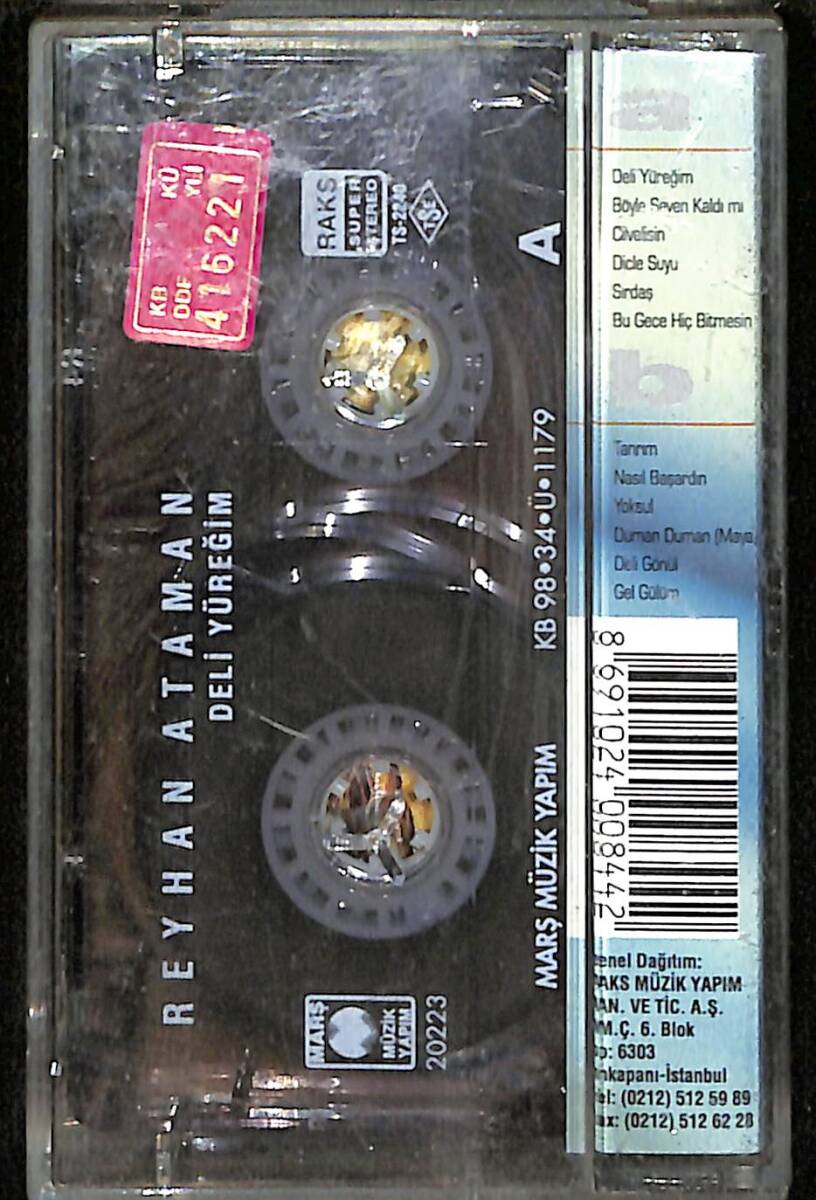 KÜ
YLİ
KB
DDF
416221
RAKS
SUPER
STEREO
TS-2240
TSE
A
REYHAN ATAMAN
DELİ YÜREĞİM
KB 98•34•Ü•1179
MARŞ MÜZİK YAPIM
MARŞ
MÜZİK
YAPIM
20223
a
Deli Yüreğim
Böyle Seven Kaldı mı
Cilvelisin
Dicle Suyu
Sırdaş
Bu Gece Hiç Bitmesin
b
Tanrım
Nasıl Başardın
Yoksul
Duman Duman (Maya
Deli Gönül
Gel Gülüm
8 691024 008442
enel Dağıtım:
AKS MÜZİK YAPIM
AN. VE TİC. A.Ş.
M.Ç. 6. Blok
o: 6303
nkapanı-İstanbul
el: (0212) 512 59 89
ax: (0212) 512 62 28